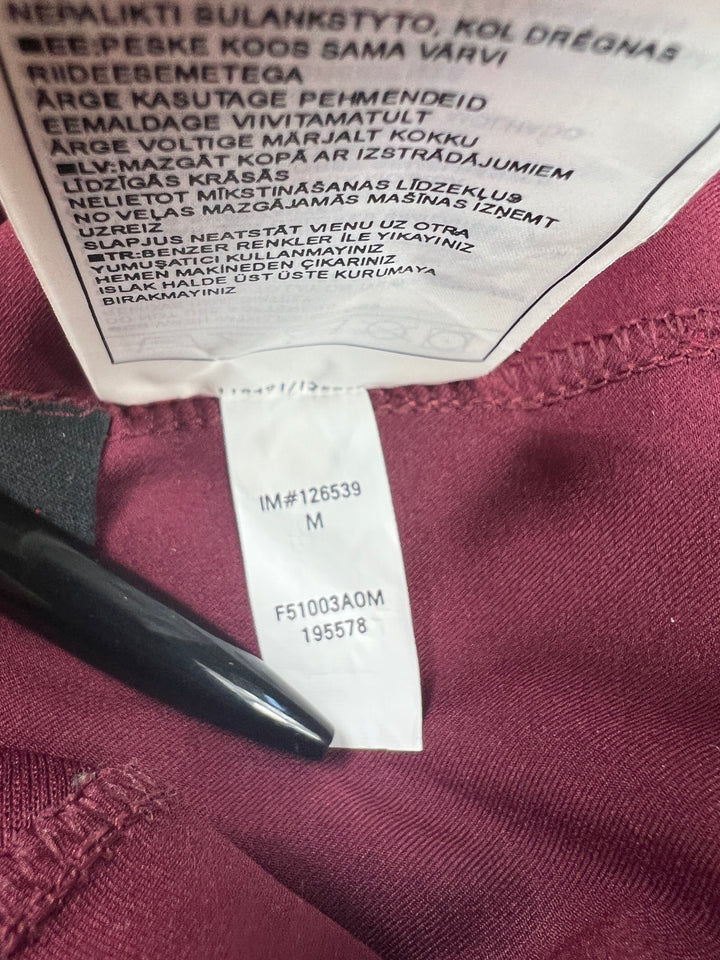 NEPALIKTI SULANKSTYTO, KOL DRĖGNAS
■EE:PESKE KOOS SAMA VÄRVI
RIIDEESEMETEGA
ÄRGE KASUTAGE PEHMENDEID
EEMALDAGE VIIVITAMATULT
ÄRGE VOLTIGE MÄRJALT KOKKU
■LV:MAZGĀT KOPĀ AR IZSTRĀDĀJUMIEM
LĪDZĪGĀS KRĀSĀS
NELIETOT MĪKSTINĀŠANAS LĪDZEKĻUS
NO VEĻAS MAZGĀJAMĀS MAŠĪNAS IZŅEMT
UZREIZ
SLAPJUS NEATSTĀT VIENU UZ OTRA
■TR:BENZER RENKLER İLE YIKAYINIZ
YUMUŞATICI KULLANMAYINIZ
HEMEN MAKİNEDEN ÇIKARINIZ
ISLAK HALDE ÜST ÜSTE KURUMAYA
BIRAKMAYINIZ
IM#126539
M
F51003A0M
195578